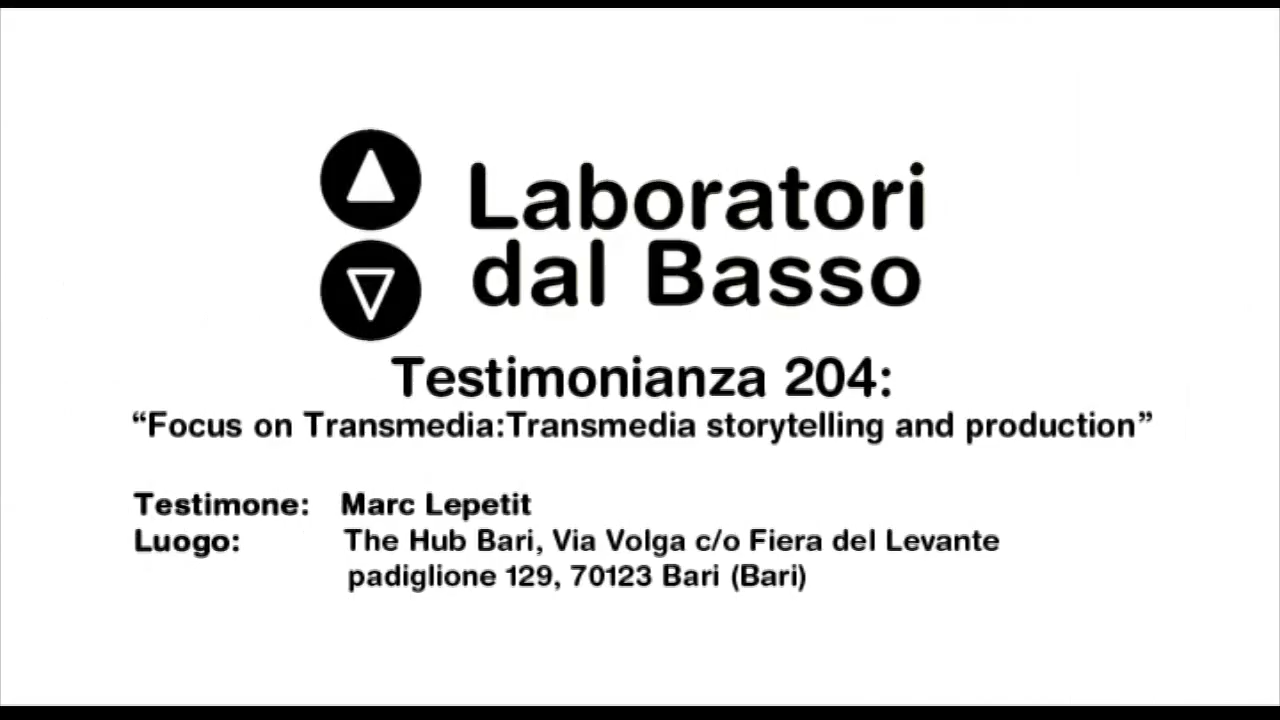 Laboratori
dal Basso
Testimonianza 204:
“Focus on Transmedia:Transmedia storytelling and production”
Testimone: Marc Lepetit
Luogo: The Hub Bari, Via Volga c/o Fiera del Levante
padiglione 129, 70123 Bari (Bari)